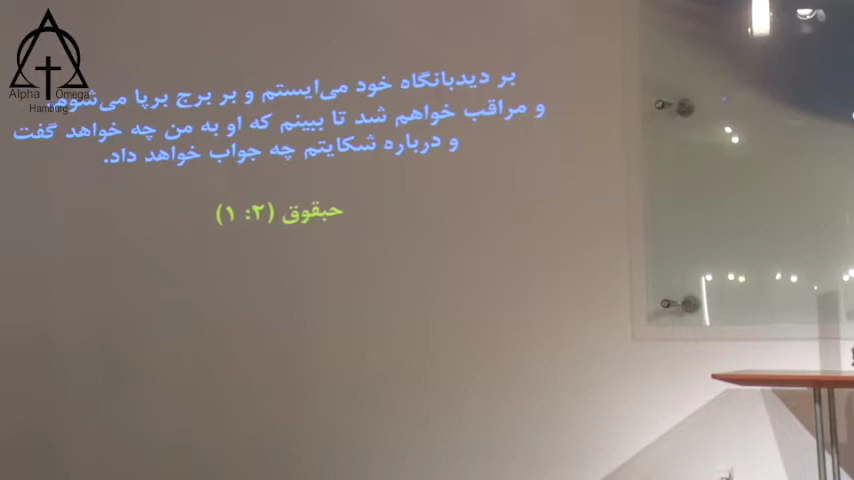 Alpha Omega
Hamburg
بر دیدبانگاه خود می‌ایستم و بر برج برپا می‌شوم.
و مراقب خواهم شد تا ببینم که او به من چه خواهد گفت
و درباره شکایتم چه جواب خواهد داد.
حبقوق (۲: ۱)